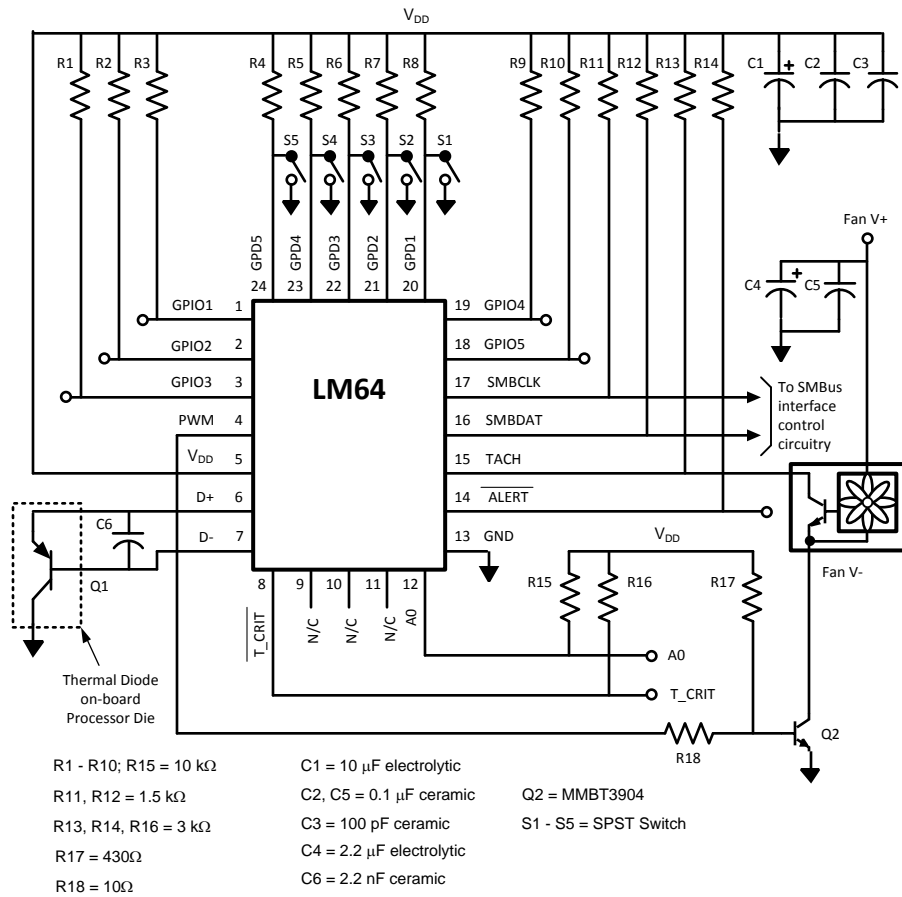 VDD
R1 R2 R3 R4 R5 R6 R7 R8 R9 R10 R11 R12 R13 R14 C1 + C2 C3
S5 S4 S3 S2 S1
Fan V+
GPD5 GPD4 GPD3 GPD2 GPD1
24 23 22 21 20
C4 + C5
GPIO1 1 19 GPIO4
GPIO2 2 18 GPIO5
GPIO3 3 17 SMBCLK
LM64
To SMBus
interface
control
circuitry
PWM 4 16 SMBDAT
VDD 5 15 TACH
D+ 6 14 ALERT
D- 7 13 GND
C6
Q1
VDD
Fan V-
8 9 10 11 12
T_CRIT N/C N/C N/C A0
R15 R16 R17
A0
T_CRIT
Thermal Diode
on-board
Processor Die
R18
Q2
R1 - R10; R15 = 10 kΩ
R11, R12 = 1.5 kΩ
R13, R14, R16 = 3 kΩ
R17 = 430Ω
R18 = 10Ω
C1 = 10 μF electrolytic
C2, C5 = 0.1 μF ceramic
C3 = 100 pF ceramic
C4 = 2.2 μF electrolytic
C6 = 2.2 nF ceramic
Q2 = MMBT3904
S1 - S5 = SPST Switch